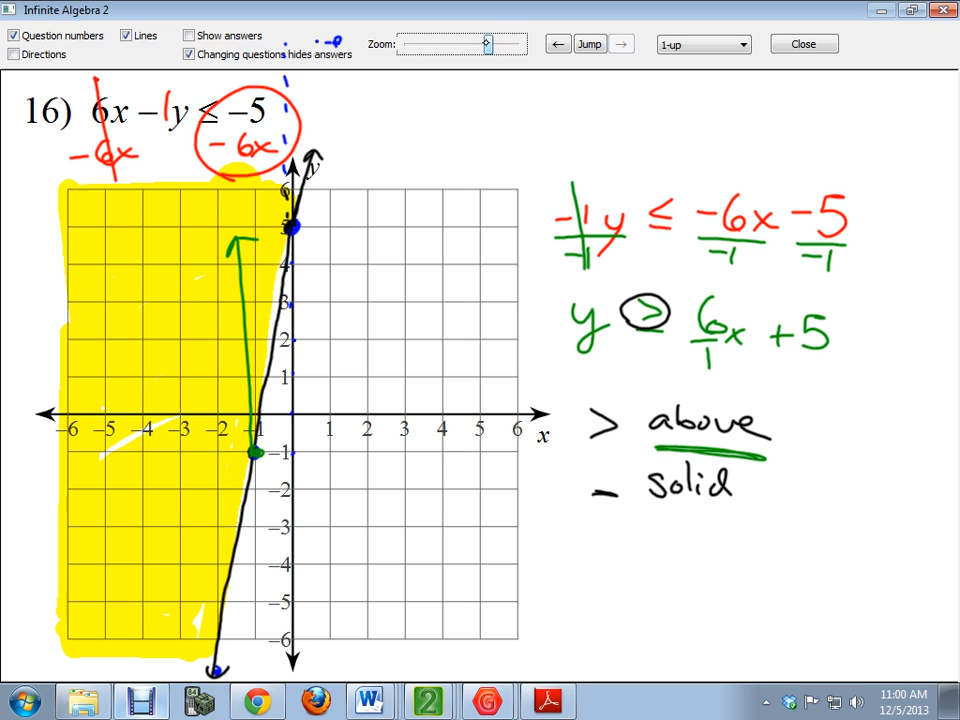 Infinite Algebra 2
Question numbers Lines Show answers
Directions Changing questions hides answers
Zoom: Jump 1-up Close
16) 6x – 1y ≤ –5
–6x –6x
y
6
5
4
3
2
1
–6 –5 –4 –3 –2 –1 1 2 3 4 5 6 x
–1
–2
–3
–4
–5
–6
–1y ≤ –6x –5
–1 –1 –1
y ≥ 6x + 5
1
> above
– solid
W 2 G
11:00 AM
12/5/2013